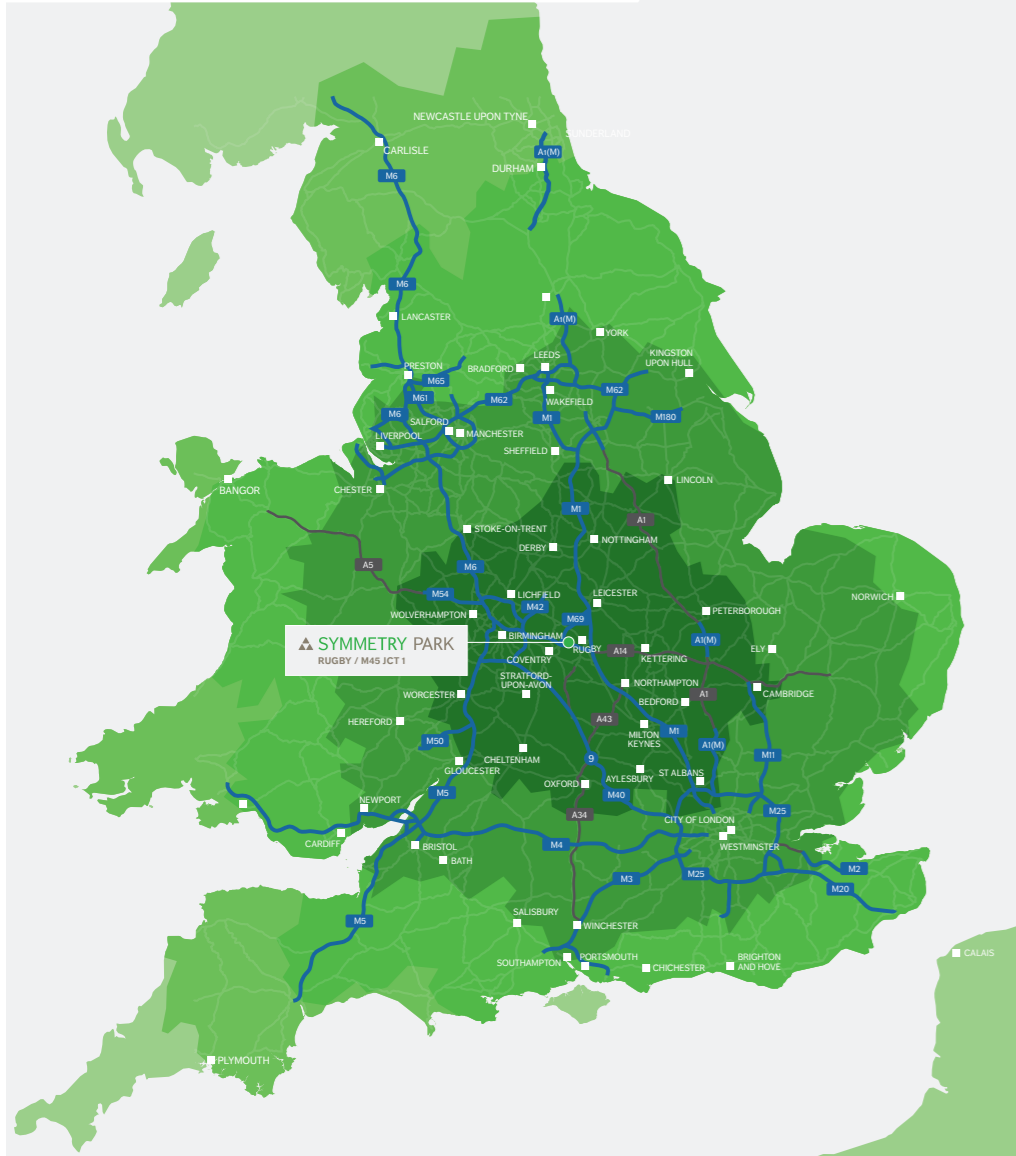 NEWCASTLE UPON TYNE
SUNDERLAND
CARLISLE
A1(M)
DURHAM
M6
M6
LANCASTER
A1(M)
YORK
LEEDS
KINGSTON
UPON HULL
PRESTON
BRADFORD
M65
M61
M62
M62
WAKEFIELD
M6
SALFORD
M1
M180
LIVERPOOL
MANCHESTER
SHEFFIELD
CHESTER
LINCOLN
BANGOR
M1
A1
STOKE-ON-TRENT
DERBY
NOTTINGHAM
A5
M6
M54
LICHFIELD
LEICESTER
NORWICH
M42
WOLVERHAMPTON
M69
PETERBOROUGH
SYMMETRY PARK
RUGBY / M45 JCT 1
BIRMINGHAM
RUGBY
A1(M)
COVENTRY
A14
KETTERING
ELY
STRATFORD-
UPON-AVON
NORTHAMPTON
WORCESTER
BEDFORD
A1
CAMBRIDGE
HEREFORD
A43
MILTON
KEYNES
M1
M50
A1(M)
M11
CHELTENHAM
9
GLOUCESTER
AYLESBURY
ST ALBANS
OXFORD
M5
M40
NEWPORT
A34
M25
CITY OF LONDON
CARDIFF
BRISTOL
M4
WESTMINSTER
BATH
M3
M25
M2
M20
M5
SALISBURY
WINCHESTER
SOUTHAMPTON
PORTSMOUTH
CHICHESTER
BRIGHTON
AND HOVE
CALAIS
PLYMOUTH